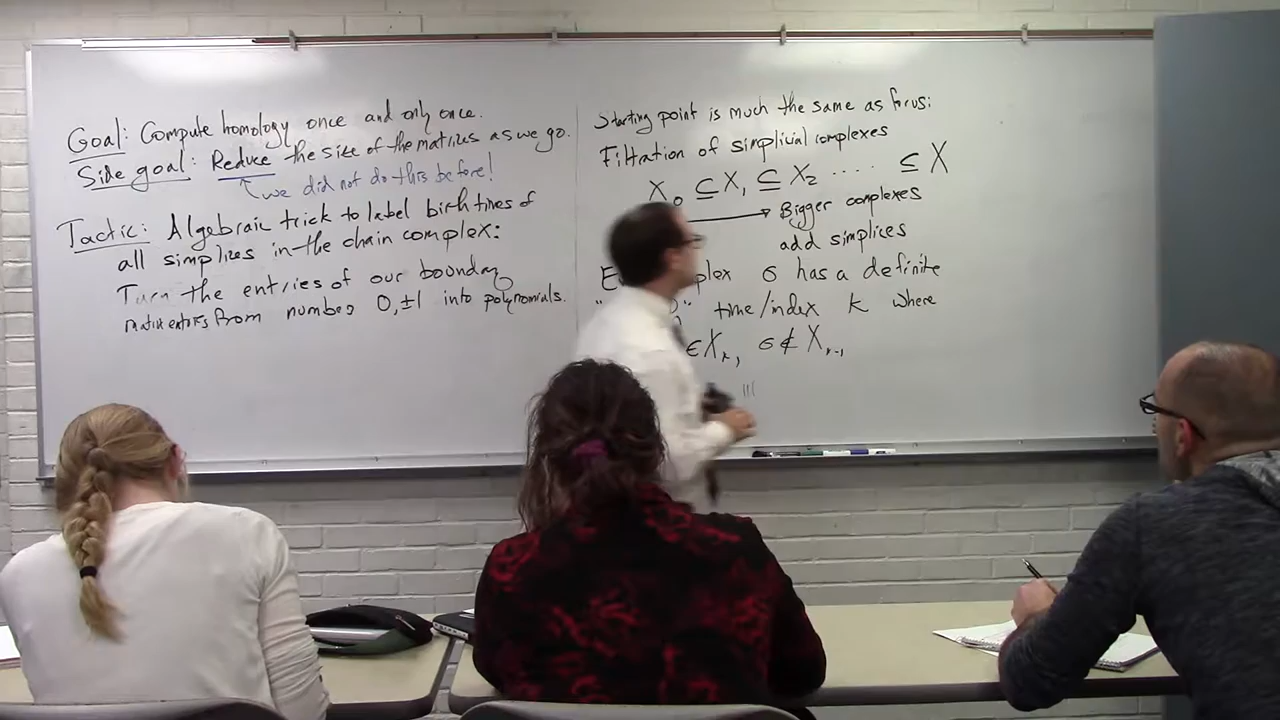 Goal: Compute homology once and only once.
Side goal: Reduce the size of the matrices as we go.
we did not do this before!
Tactic: Algebraic trick to label birth times of
all simplices in the chain complex:
Turn the entries of our boundary
matrix entries from numbers 0, ±1 into polynomials.
Starting point is much the same as focus:
Filtration of simplicial complexes
X₀ ⊆ X₁ ⊆ X₂ ..... ⊆ X
Bigger complexes
add simplices
σ has a definite
time/index k where
∈ Xₖ, σ ∉ Xₖ₋₁